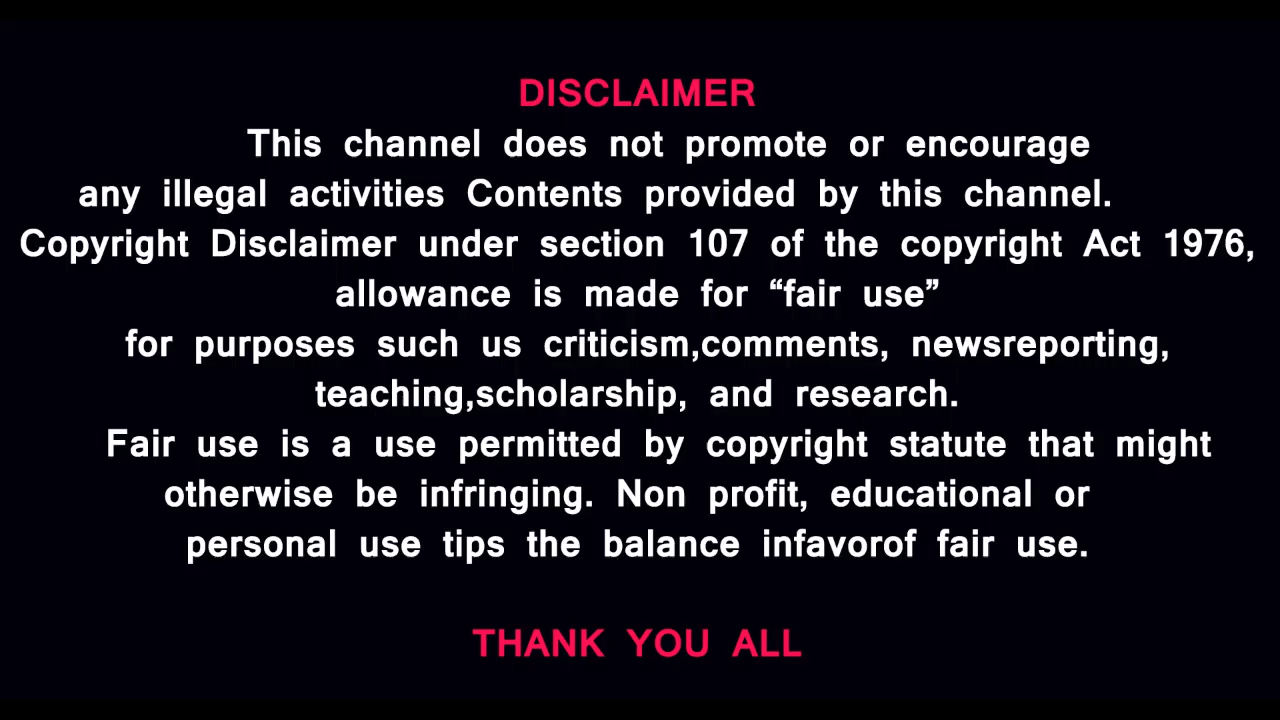 DISCLAIMER
This channel does not promote or encourage
any illegal activities Contents provided by this channel.
Copyright Disclaimer under section 107 of the copyright Act 1976,
allowance is made for “fair use”
for purposes such us criticism,comments, newsreporting,
teaching,scholarship, and research.
Fair use is a use permitted by copyright statute that might
otherwise be infringing. Non profit, educational or
personal use tips the balance infavorof fair use.
THANK YOU ALL